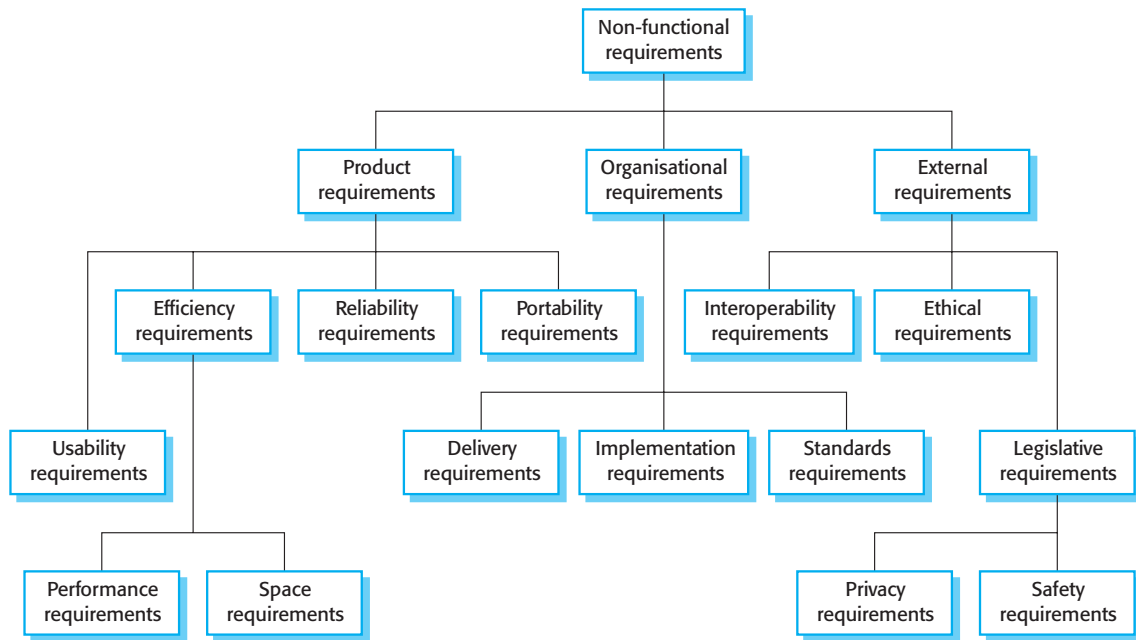 Non-functional
requirements
Product
requirements
Organisational
requirements
External
requirements
Efficiency
requirements
Reliability
requirements
Portability
requirements
Interoperability
requirements
Ethical
requirements
Usability
requirements
Delivery
requirements
Implementation
requirements
Standards
requirements
Legislative
requirements
Performance
requirements
Space
requirements
Privacy
requirements
Safety
requirements